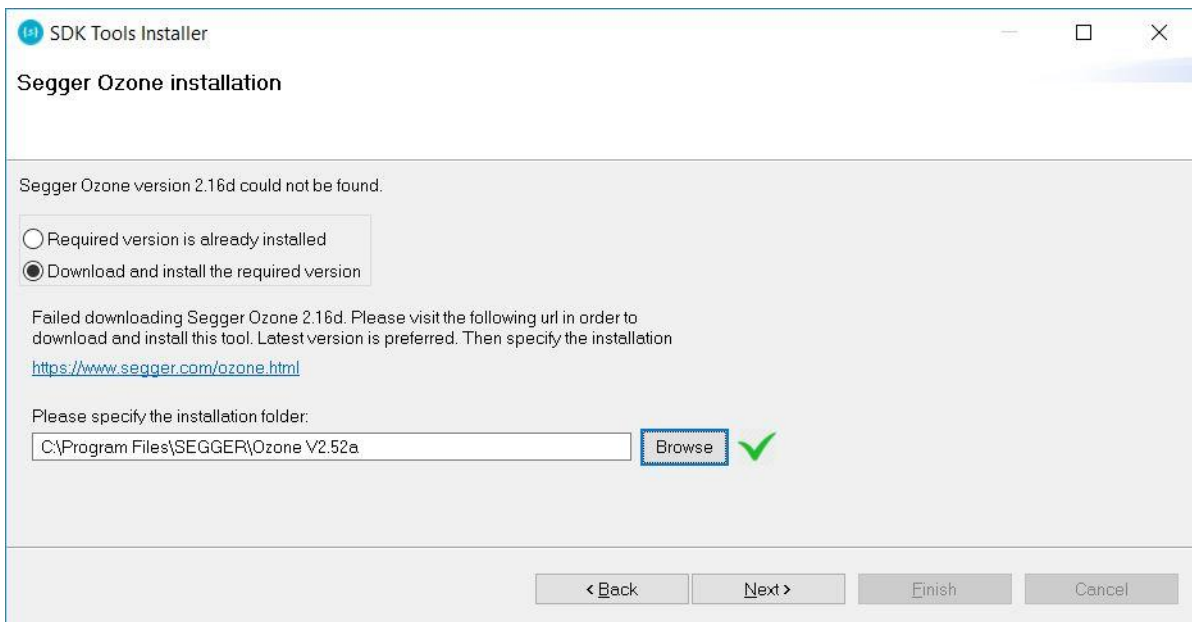 SDK Tools Installer
Segger Ozone installation
Segger Ozone version 2.16d could not be found.
Required version is already installed
Download and install the required version
Failed downloading Segger Ozone 2.16d. Please visit the following url in order to
download and install this tool. Latest version is preferred. Then specify the installation
https://www.segger.com/ozone.html
Please specify the installation folder:
C:\Program Files\SEGGER\Ozone V2.52a
Browse
< Back
Next >
Finish
Cancel